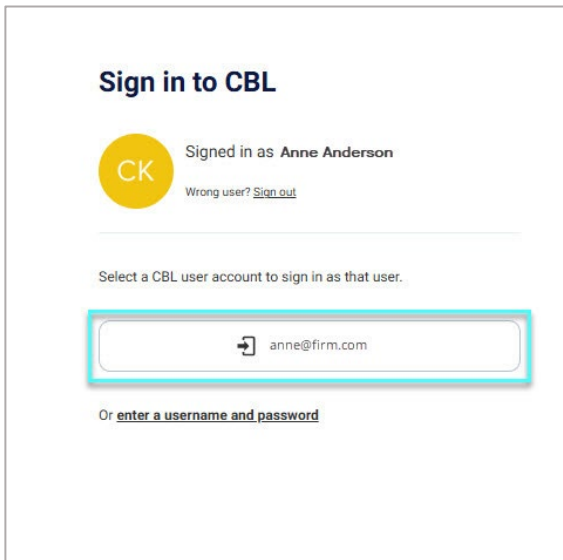 Sign in to CBL
CK
Signed in as Anne Anderson
Wrong user? Sign out
Select a CBL user account to sign in as that user.
anne@firm.com
Or enter a username and password